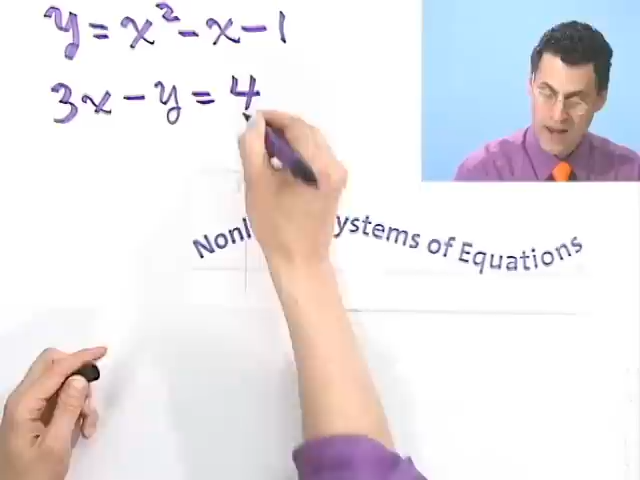 y = x² - x - 1
3x - y = 4
ystems of Equations